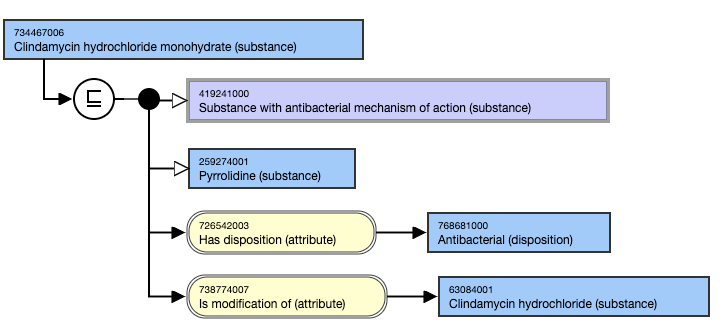 734467006
Clindamycin hydrochloride monohydrate (substance)
⊑
419241000
Substance with antibacterial mechanism of action (substance)
259274001
Pyrrolidine (substance)
726542003
Has disposition (attribute)
768681000
Antibacterial (disposition)
738774007
Is modification of (attribute)
63084001
Clindamycin hydrochloride (substance)